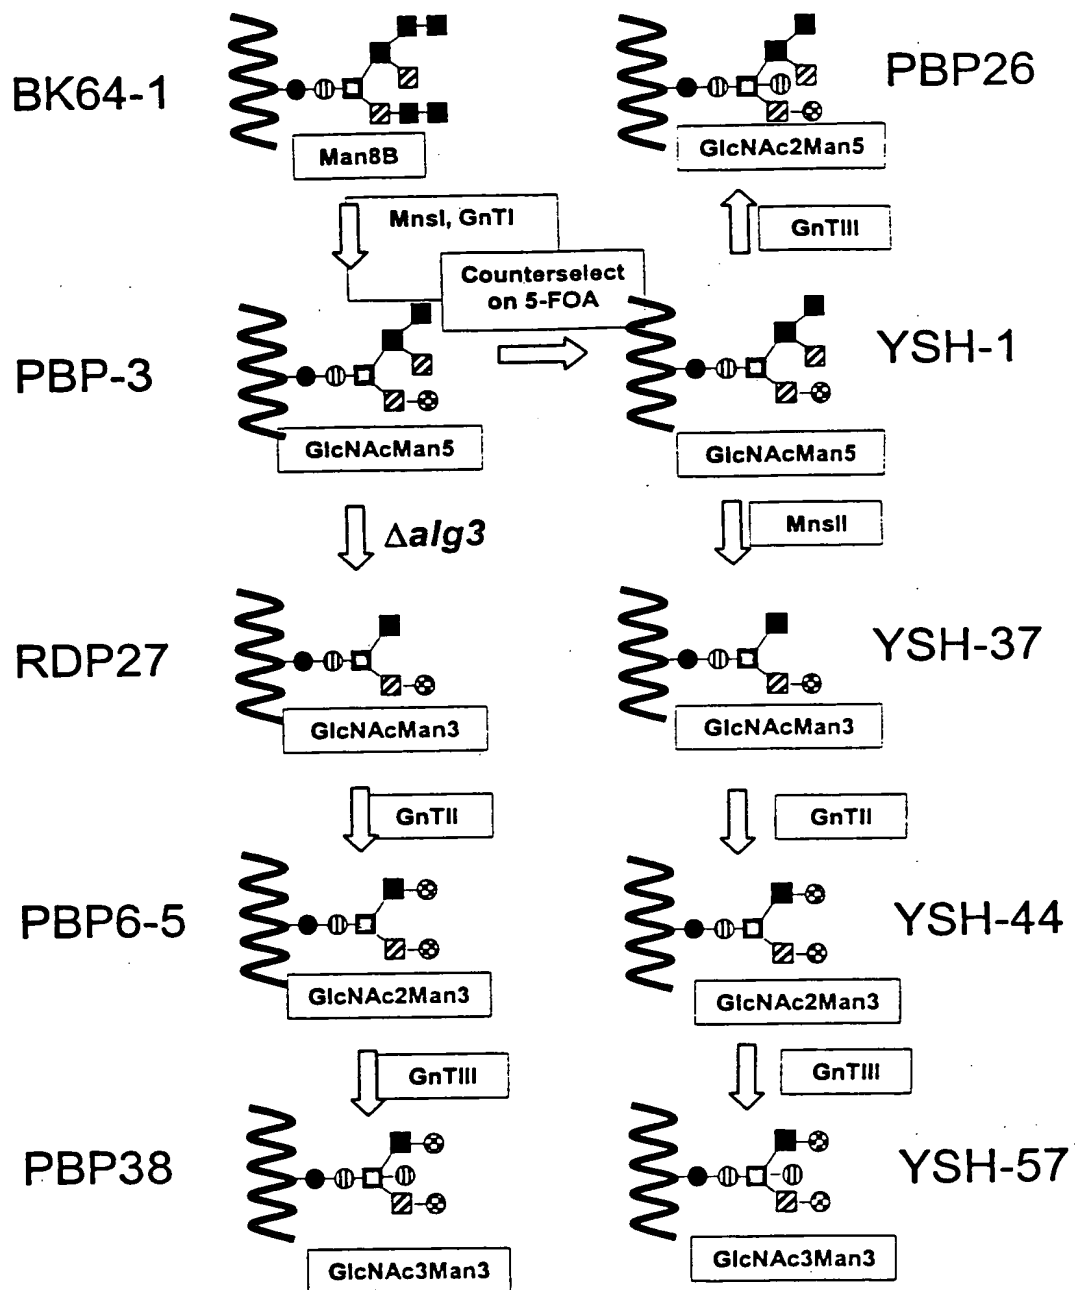 BK64-1
Man8B
PBP26
GlcNAc2Man5
MnsI, GnTI
GnTIII
Counterselect
on 5-FOA
PBP-3
GlcNAcMan5
YSH-1
GlcNAcMan5
Δalg3
MnsII
RDP27
GlcNAcMan3
YSH-37
GlcNAcMan3
GnTII
GnTII
PBP6-5
GlcNAc2Man3
YSH-44
GlcNAc2Man3
GnTIII
GnTIII
PBP38
GlcNAc3Man3
YSH-57
GlcNAc3Man3